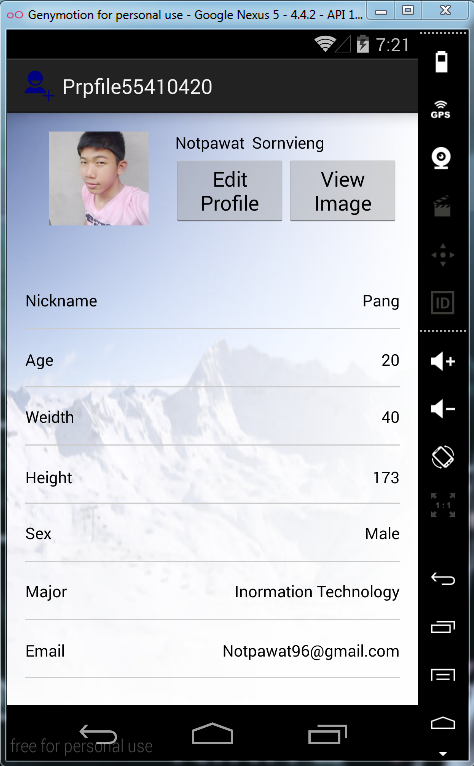 Genymotion for personal use - Google Nexus 5 - 4.4.2 - API 1...
7:21
Prpfile55410420
Notpawat Sornvieng
Edit Profile
View Image
Nickname Pang
Age 20
Weidth 40
Height 173
Sex Male
Major Inormation Technology
Email Notpawat96@gmail.com
free for personal use
GPS
ID
1:1